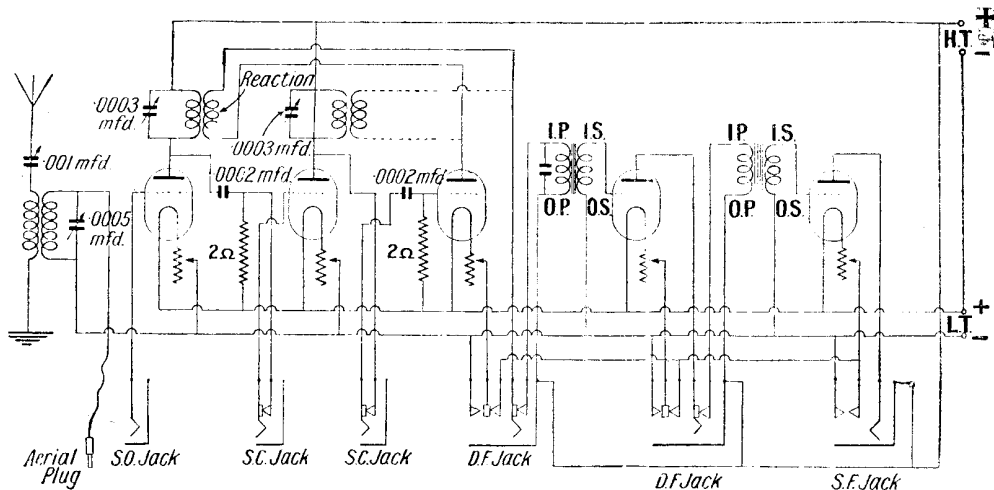 +
H.T.
-
Reaction
.0003
mfd.
.0003 mfd.
.001 mfd.
.0005
mfd.
.0002 mfd
.0002 mfd
2Ω
2Ω
I.P. I.S.
O.P. O.S.
I.P. I.S.
O.P. O.S.
+
L.T.
-
Aerial
Plug
S.O. Jack
S.C. Jack
S.C. Jack
D.F. Jack
D.F. Jack
S.F. Jack